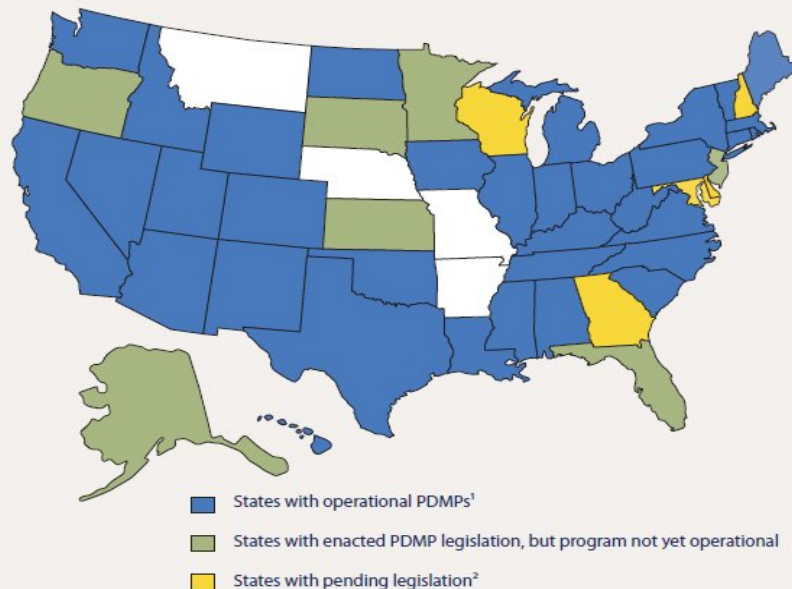 States with operational PDMPs¹
States with enacted PDMP legislation, but program not yet operational
States with pending legislation²